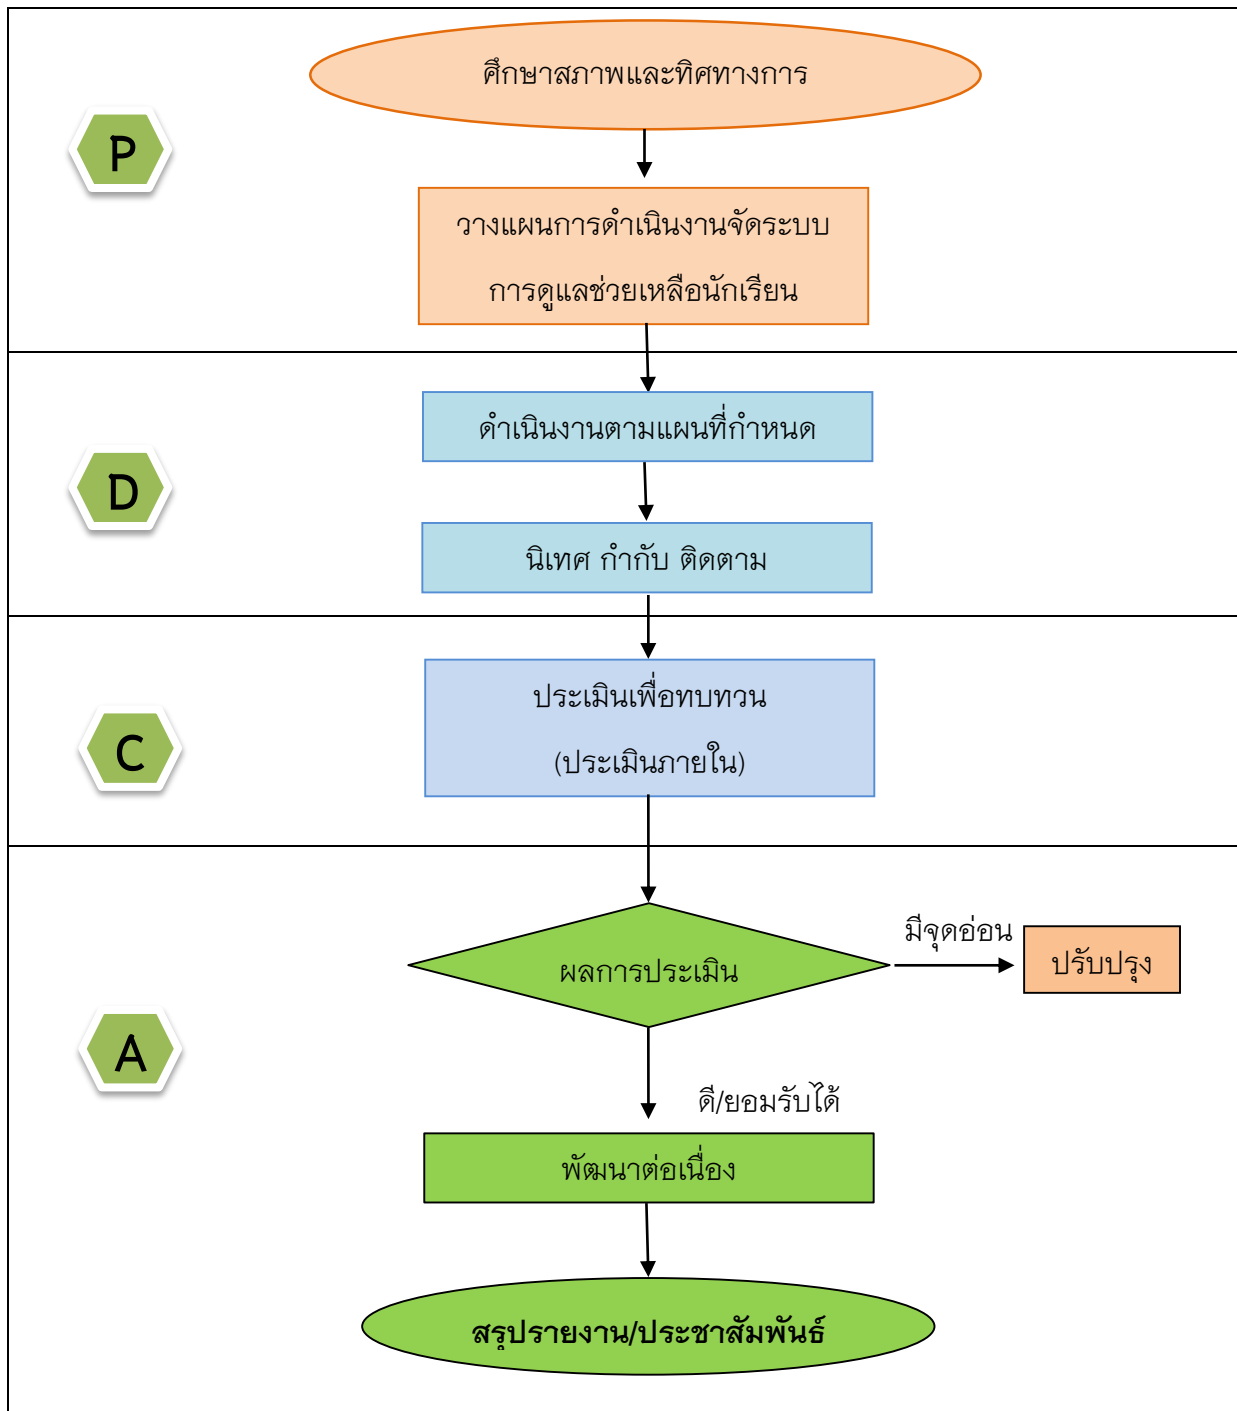 P
ศึกษาสภาพและทิศทางการ
วางแผนการดำเนินงานจัดระบบ
การดูแลช่วยเหลือนักเรียน
D
ดำเนินงานตามแผนที่กำหนด
นิเทศ กำกับ ติดตาม
C
ประเมินเพื่อทบทวน
(ประเมินภายใน)
A
ผลการประเมิน
มีจุดอ่อน
ปรับปรุง
ดี/ยอมรับได้
พัฒนาต่อเนื่อง
สรุปรายงาน/ประชาสัมพันธ์